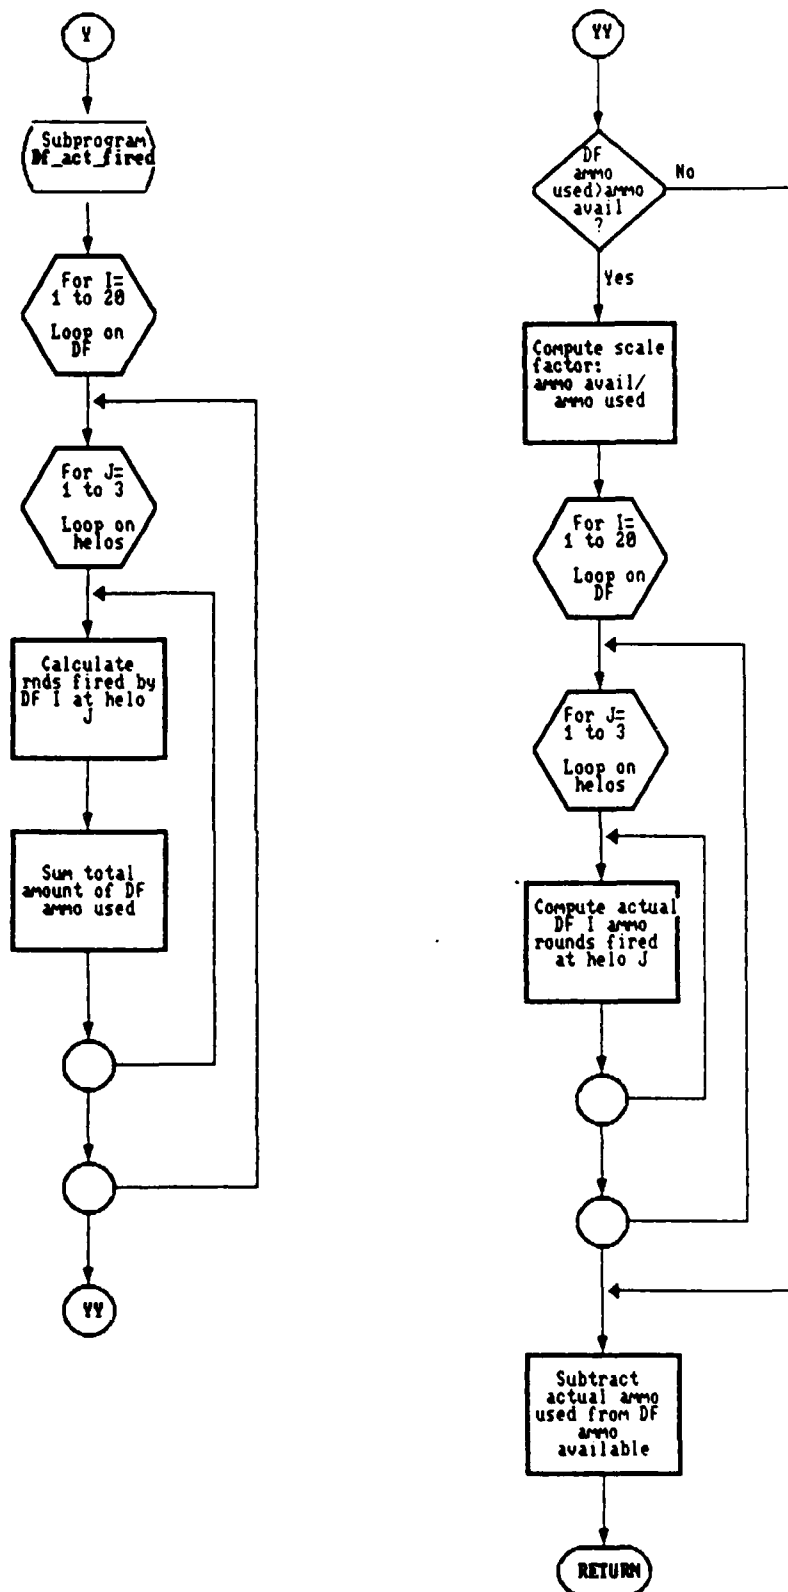 Y
Subprogram
Df_act_fired
For I=
1 to 20
Loop on
DF
For J=
1 to 3
Loop on
helos
Calculate
rnds fired by
DF I at helo
J
Sum total
amount of DF
ammo used
YY
YY
DF
ammo
used>ammo
avail
?
No
Yes
Compute scale
factor:
ammo avail/
ammo used
For I=
1 to 20
Loop on
DF
For J=
1 to 3
Loop on
helos
Compute actual
DF I ammo
rounds fired
at helo J
Subtract
actual ammo
used from DF
ammo
available
RETURN